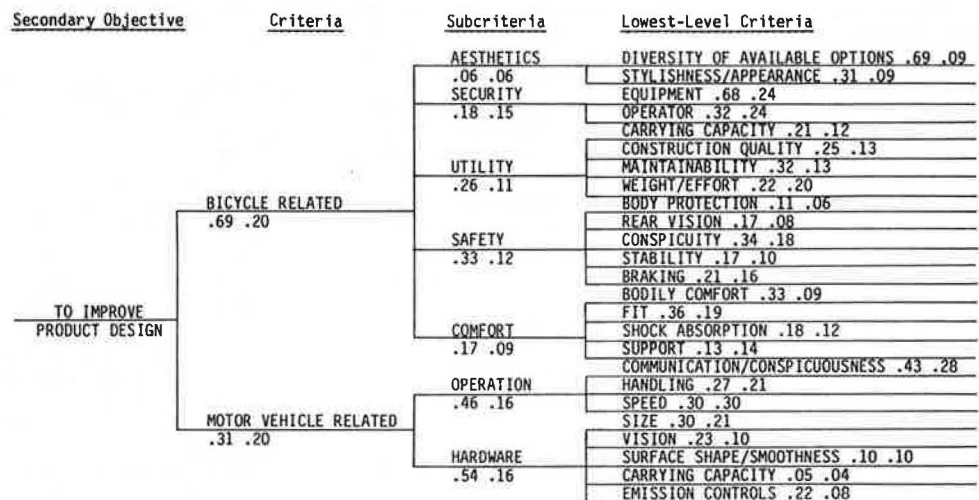 Secondary Objective Criteria Subcriteria Lowest-Level Criteria
AESTHETICS DIVERSITY OF AVAILABLE OPTIONS .69 .09
.06 .06 STYLISHNESS/APPEARANCE .31 .09
SECURITY EQUIPMENT .68 .24
.18 .15 OPERATOR .32 .24
CARRYING CAPACITY .21 .12
CONSTRUCTION QUALITY .25 .13
UTILITY MAINTAINABILITY .32 .13
.26 .11 WEIGHT/EFFORT .22 .20
BICYCLE RELATED BODY PROTECTION .11 .06
.69 .20 REAR VISION .17 .08
SAFETY CONSPICUITY .34 .18
.33 .12 STABILITY .17 .10
BRAKING .21 .16
BODILY COMFORT .33 .09
TO IMPROVE FIT .36 .19
PRODUCT DESIGN COMFORT SHOCK ABSORPTION .18 .12
.17 .09 SUPPORT .13 .14
COMMUNICATION/CONSPICUOUSNESS .43 .28
OPERATION HANDLING .27 .21
.46 .16 SPEED .30 .30
MOTOR VEHICLE RELATED SIZE .30 .21
.31 .20 VISION .23 .10
HARDWARE SURFACE SHAPE/SMOOTHNESS .10 .10
.54 .16 CARRYING CAPACITY .05 .04
EMISSION CONTROLS .22 .08